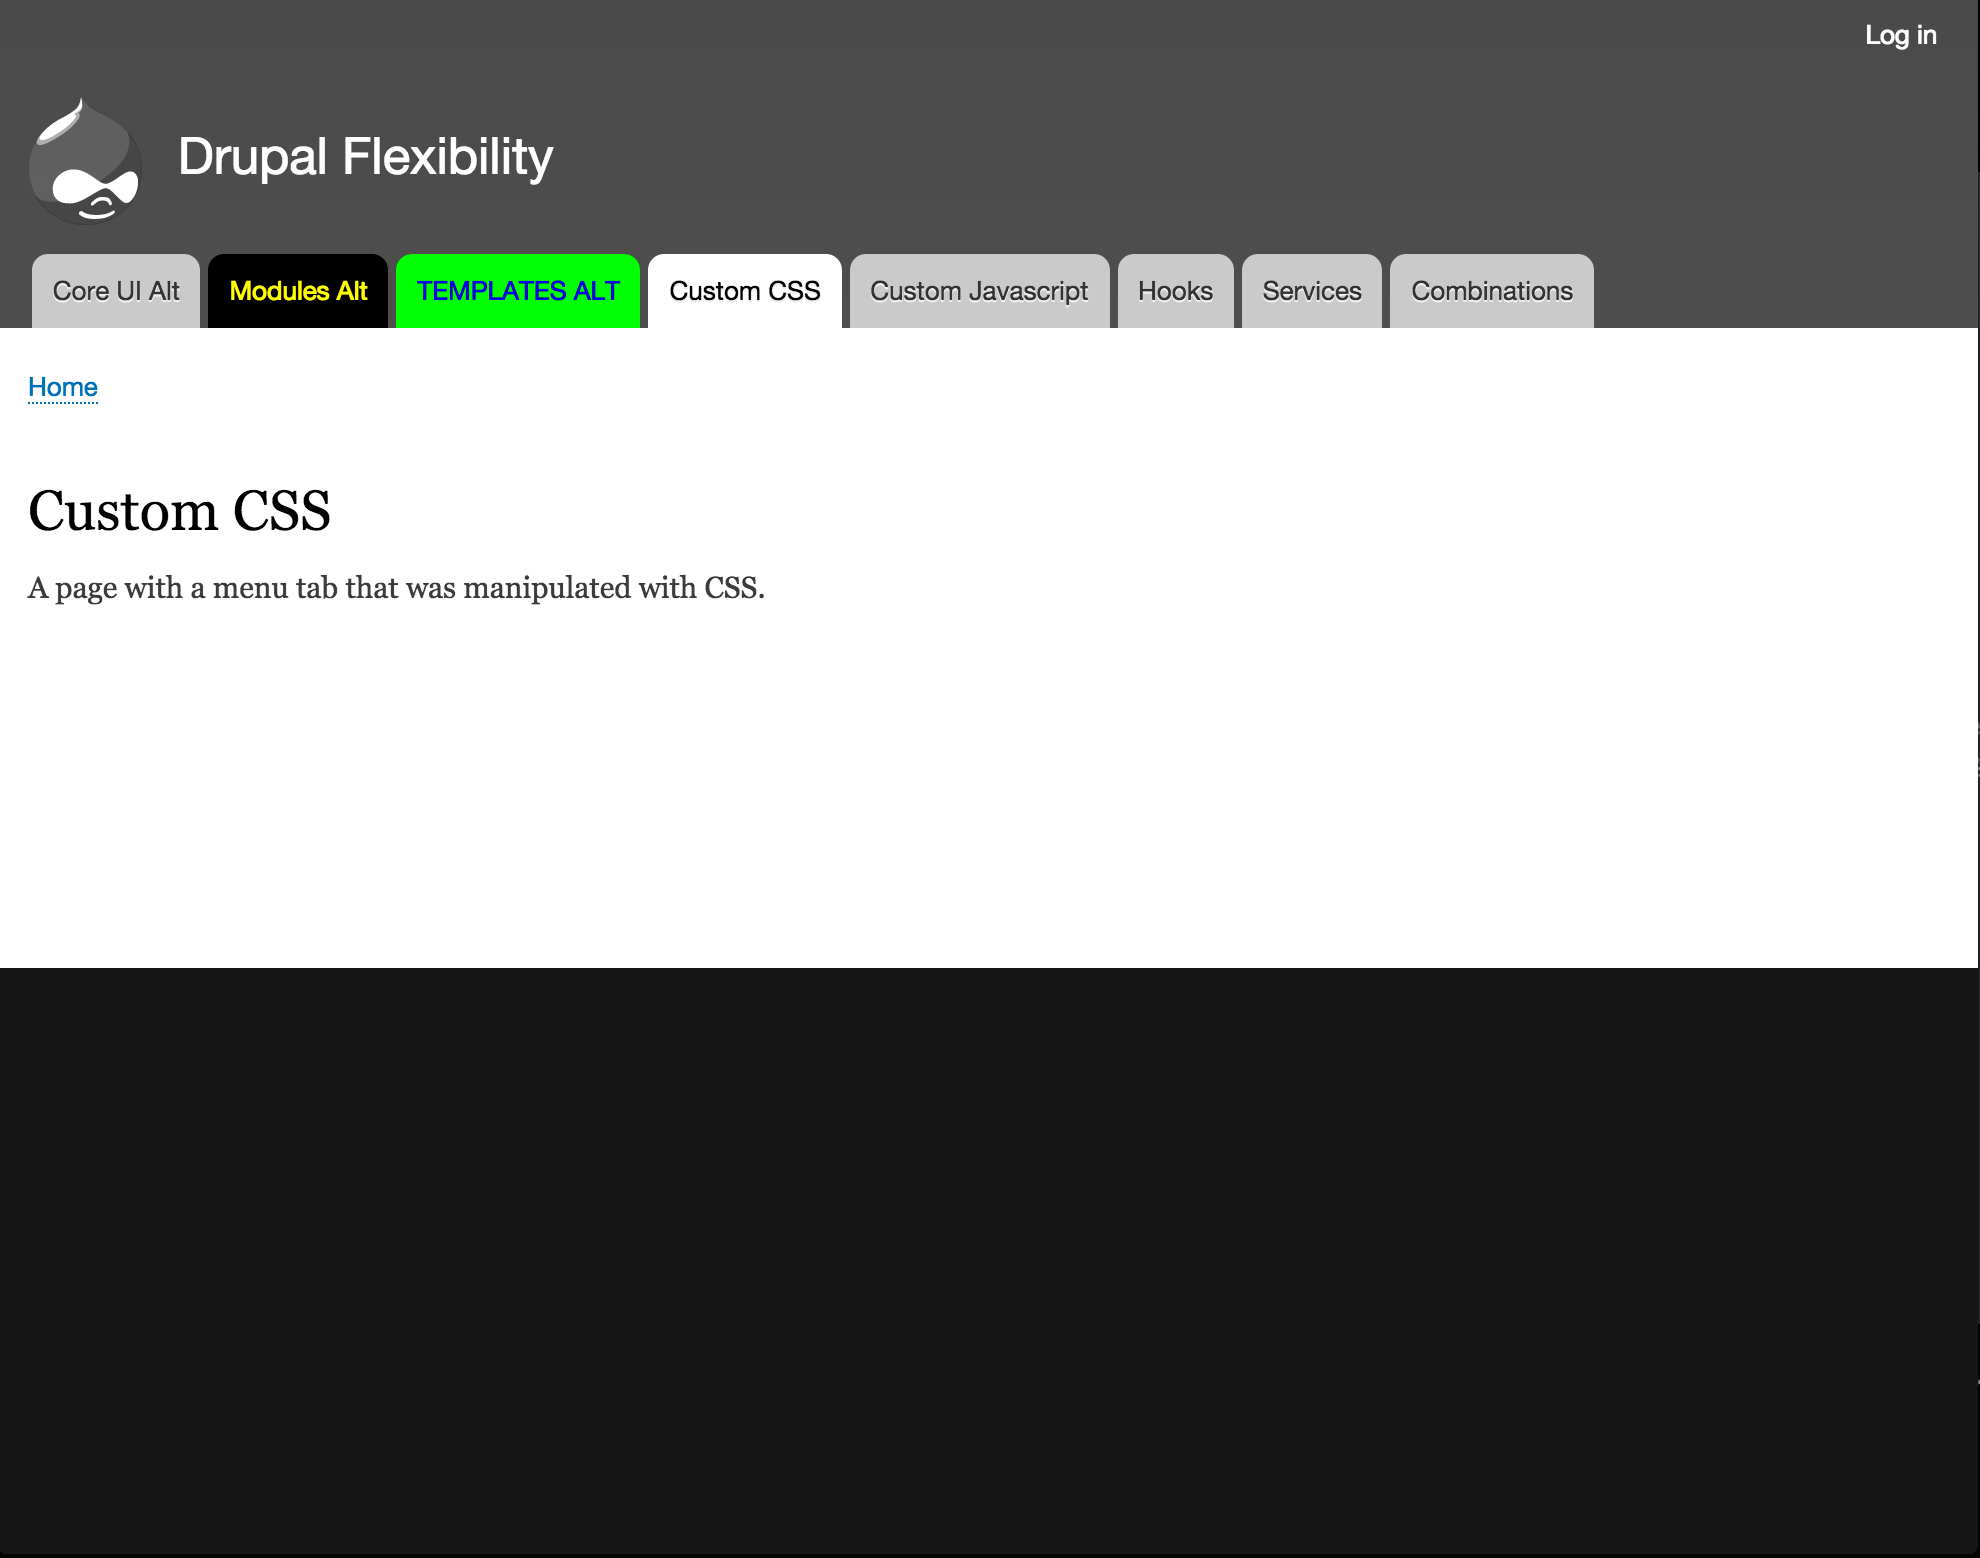 Log in
Drupal Flexibility
Core UI Alt Modules Alt TEMPLATES ALT Custom CSS Custom Javascript Hooks Services Combinations
Home
Custom CSS
A page with a menu tab that was manipulated with CSS.